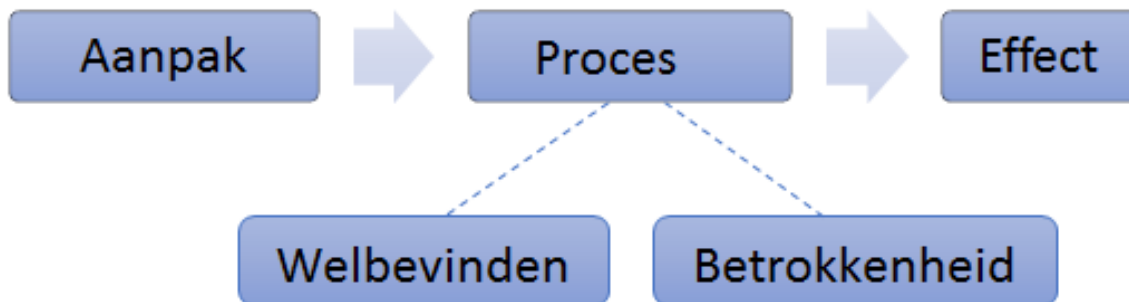 Aanpak
Proces
Effect
Welbevinden
Betrokkenheid